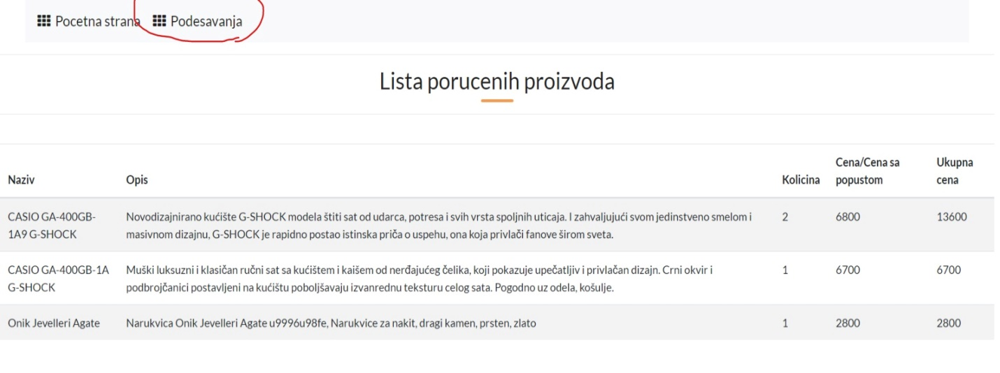 Pocetna strana Podesavanja
Lista porucenih proizvoda
Naziv Opis Kolicina Cena/Cena sa popustom Ukupna cena
CASIO GA-400GB-1A9 G-SHOCK Novodizajnirano kućište G-SHOCK modela štiti sat od udarca, potresa i svih vrsta spoljnih uticaja. I zahvaljujući svom jedinstveno smelom i 2 6800 13600
masivnom dizajnu, G-SHOCK je rapidno postao istinska priča o uspehu, ona koja privlači fanove širom sveta.
CASIO GA-400GB-1A G-SHOCK Muški luksuzni i klasičan ručni sat sa kućištem i kaišem od nerđajućeg čelika, koji pokazuje upečatljiv i privlačan dizajn. Crni okvir i 1 6700 6700
podbrojčanici postavljeni na kućištu poboljšavaju izvanrednu teksturu celog sata. Pogodno uz odela, košulje.
Onik Jevelleri Agate Narukvica Onik Jevelleri Agate u9996u98fe, Narukvice za nakit, dragi kamen, prsten, zlato 1 2800 2800